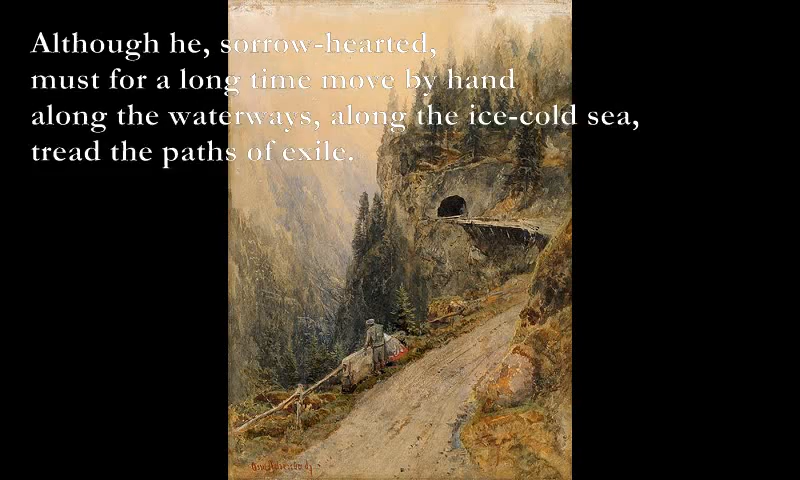 Although he, sorrow-hearted,
must for a long time move by hand
along the waterways, along the ice-cold sea,
tread the paths of exile.